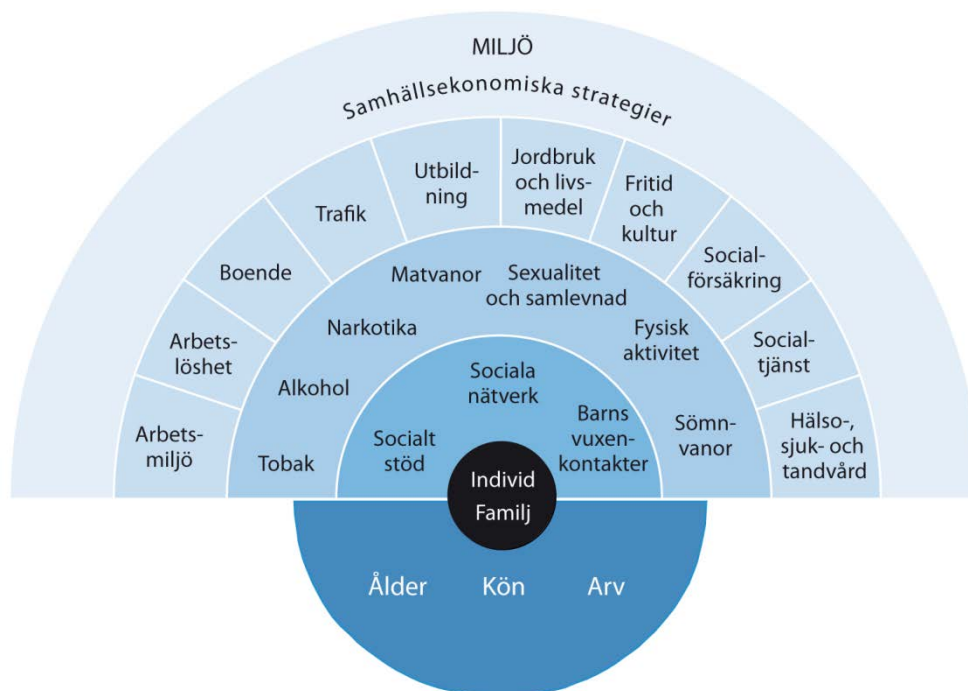 MILJÖ
Samhällsekonomiska strategier
Arbets-
miljö
Arbets-
löshet
Boende
Trafik
Utbild-
ning
Jordbruk
och livs-
medel
Fritid
och
kultur
Social-
försäkring
Social-
tjänst
Hälso-,
sjuk- och
tandvård
Tobak
Alkohol
Narkotika
Matvanor
Sexualitet
och samlevnad
Fysisk
aktivitet
Sömn-
vanor
Socialt
stöd
Sociala
nätverk
Barns
vuxen-
kontakter
Individ
Familj
Ålder
Kön
Arv